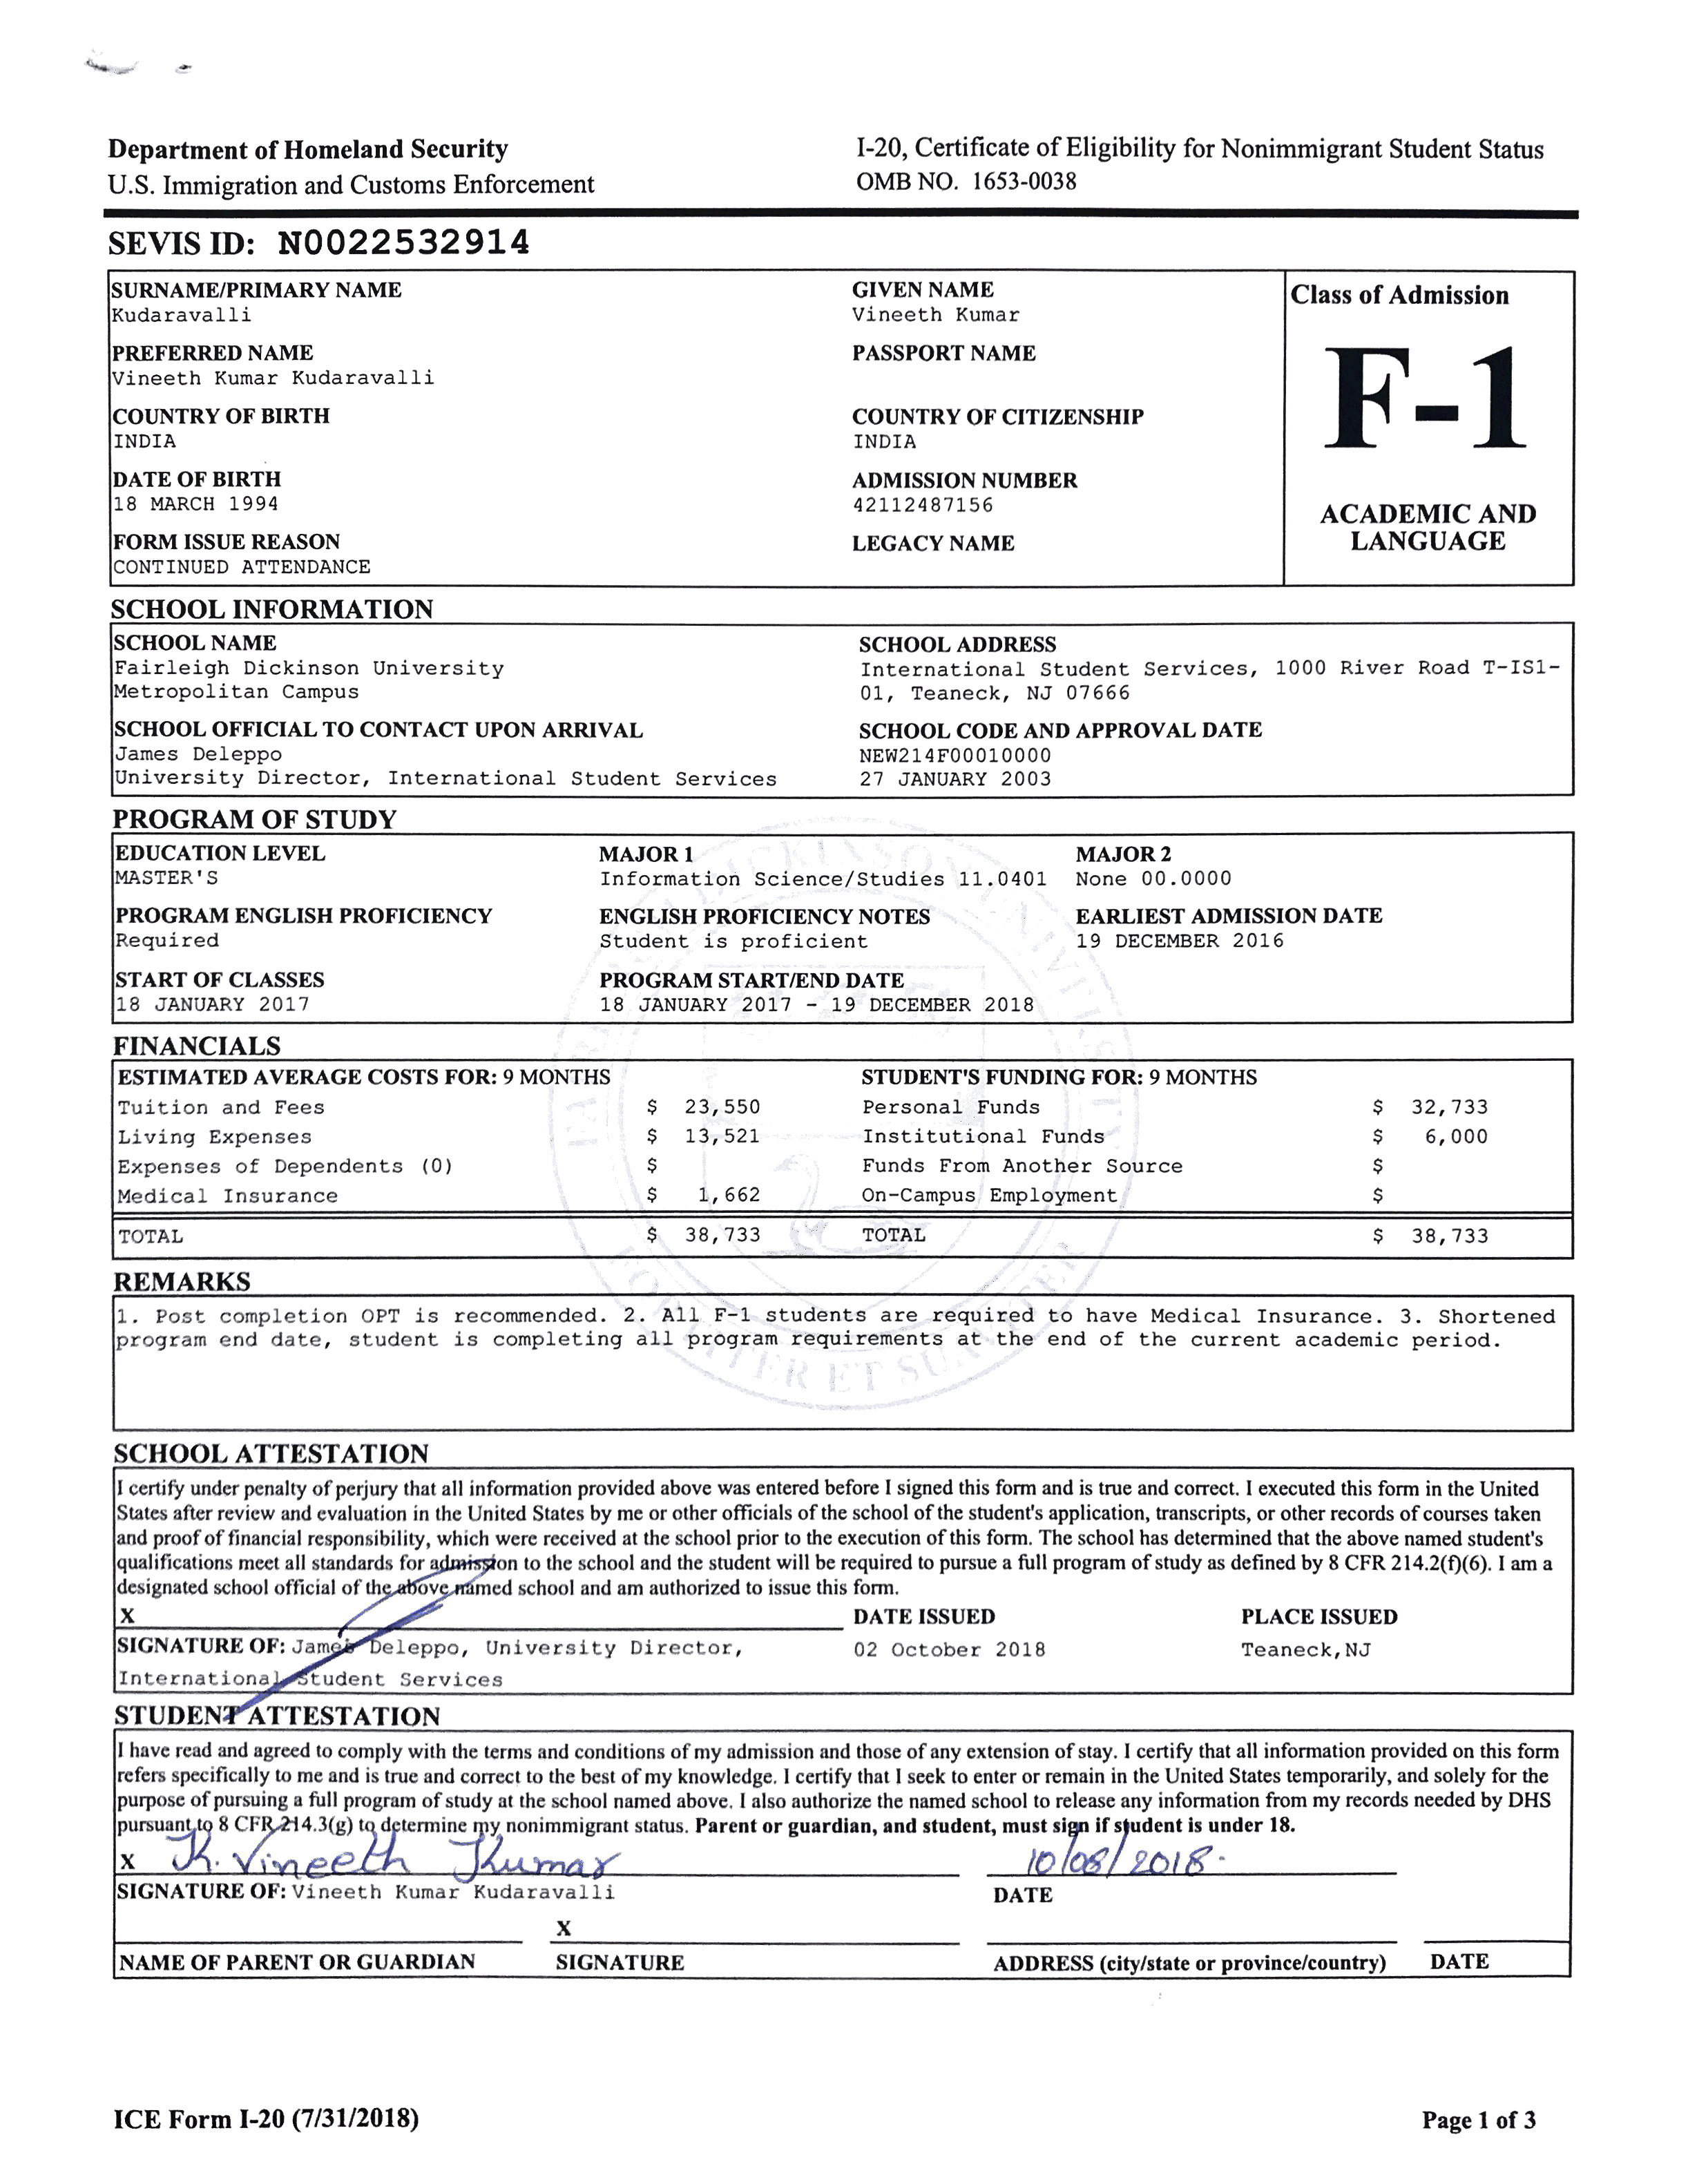 Department of Homeland Security
U.S. Immigration and Customs Enforcement
I-20, Certificate of Eligibility for Nonimmigrant Student Status
OMB NO. 1653-0038
SEVIS ID: N0022532914
SURNAME/PRIMARY NAME
Kudaravalli
GIVEN NAME
Vineeth Kumar
PREFERRED NAME
Vineeth Kumar Kudaravalli
PASSPORT NAME
COUNTRY OF BIRTH
INDIA
COUNTRY OF CITIZENSHIP
INDIA
DATE OF BIRTH
18 MARCH 1994
ADMISSION NUMBER
42112487156
FORM ISSUE REASON
CONTINUED ATTENDANCE
LEGACY NAME
Class of Admission
F-1
ACADEMIC AND
LANGUAGE
SCHOOL INFORMATION
SCHOOL NAME
Fairleigh Dickinson University
Metropolitan Campus
SCHOOL ADDRESS
International Student Services, 1000 River Road T-IS1-
01, Teaneck, NJ 07666
SCHOOL OFFICIAL TO CONTACT UPON ARRIVAL
James Deleppo
University Director, International Student Services
SCHOOL CODE AND APPROVAL DATE
NEW214F00010000
27 JANUARY 2003
PROGRAM OF STUDY
EDUCATION LEVEL
MASTER'S
MAJOR 1
Information Science/Studies 11.0401
MAJOR 2
None 00.0000
PROGRAM ENGLISH PROFICIENCY
Required
ENGLISH PROFICIENCY NOTES
Student is proficient
EARLIEST ADMISSION DATE
19 DECEMBER 2016
START OF CLASSES
18 JANUARY 2017
PROGRAM START/END DATE
18 JANUARY 2017 - 19 DECEMBER 2018
FINANCIALS
ESTIMATED AVERAGE COSTS FOR: 9 MONTHS
Tuition and Fees $ 23,550
Living Expenses $ 13,521
Expenses of Dependents (0) $
Medical Insurance $ 1,662
TOTAL $ 38,733
STUDENT'S FUNDING FOR: 9 MONTHS
Personal Funds $ 32,733
Institutional Funds $ 6,000
Funds From Another Source $
On-Campus Employment $
TOTAL $ 38,733
REMARKS
1. Post completion OPT is recommended. 2. All F-1 students are required to have Medical Insurance. 3. Shortened
program end date, student is completing all program requirements at the end of the current academic period.
SCHOOL ATTESTATION
I certify under penalty of perjury that all information provided above was entered before I signed this form and is true and correct. I executed this form in the United
States after review and evaluation in the United States by me or other officials of the school of the student's application, transcripts, or other records of courses taken
and proof of financial responsibility, which were received at the school prior to the execution of this form. The school has determined that the above named student's
qualifications meet all standards for admission to the school and the student will be required to pursue a full program of study as defined by 8 CFR 214.2(f)(6). I am a
designated school official of the above named school and am authorized to issue this form.
X
SIGNATURE OF: James Deleppo, University Director,
International Student Services
DATE ISSUED
02 October 2018
PLACE ISSUED
Teaneck,NJ
STUDENT ATTESTATION
I have read and agreed to comply with the terms and conditions of my admission and those of any extension of stay. I certify that all information provided on this form
refers specifically to me and is true and correct to the best of my knowledge. I certify that I seek to enter or remain in the United States temporarily, and solely for the
purpose of pursuing a full program of study at the school named above. I also authorize the named school to release any information from my records needed by DHS
pursuant to 8 CFR 214.3(g) to determine my nonimmigrant status. Parent or guardian, and student, must sign if student is under 18.
X K. Vineeth Kumar
10/08/2018.
SIGNATURE OF: Vineeth Kumar Kudaravalli
DATE
X
NAME OF PARENT OR GUARDIAN
SIGNATURE
ADDRESS (city/state or province/country)
DATE
ICE Form I-20 (7/31/2018)
Page 1 of 3